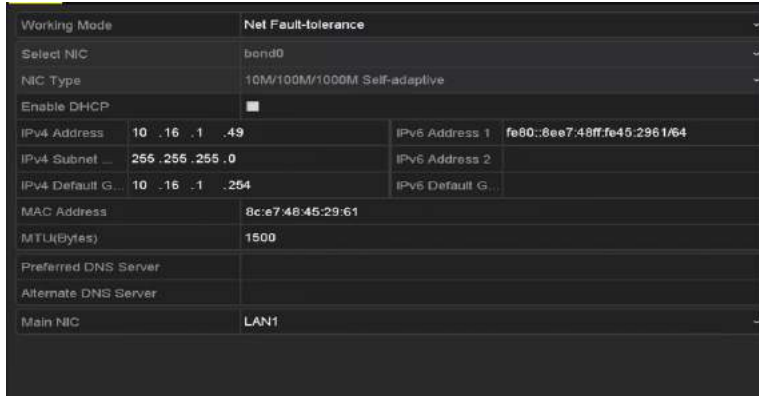 Working Mode Net Fault-tolerance
Select NIC bond0
NIC Type 10M/100M/1000M Self-adaptive
Enable DHCP
IPv4 Address 10 .16 .1 .49 IPv6 Address 1 fe80::8ee7:48ff:fe45:2961/64
IPv4 Subnet ... 255.255.255.0 IPv6 Address 2
IPv4 Default G... 10 .16 .1 .254 IPv6 Default G...
MAC Address 8c:e7:48:45:29:61
MTU(Bytes) 1500
Preferred DNS Server
Alternate DNS Server
Main NIC LAN1